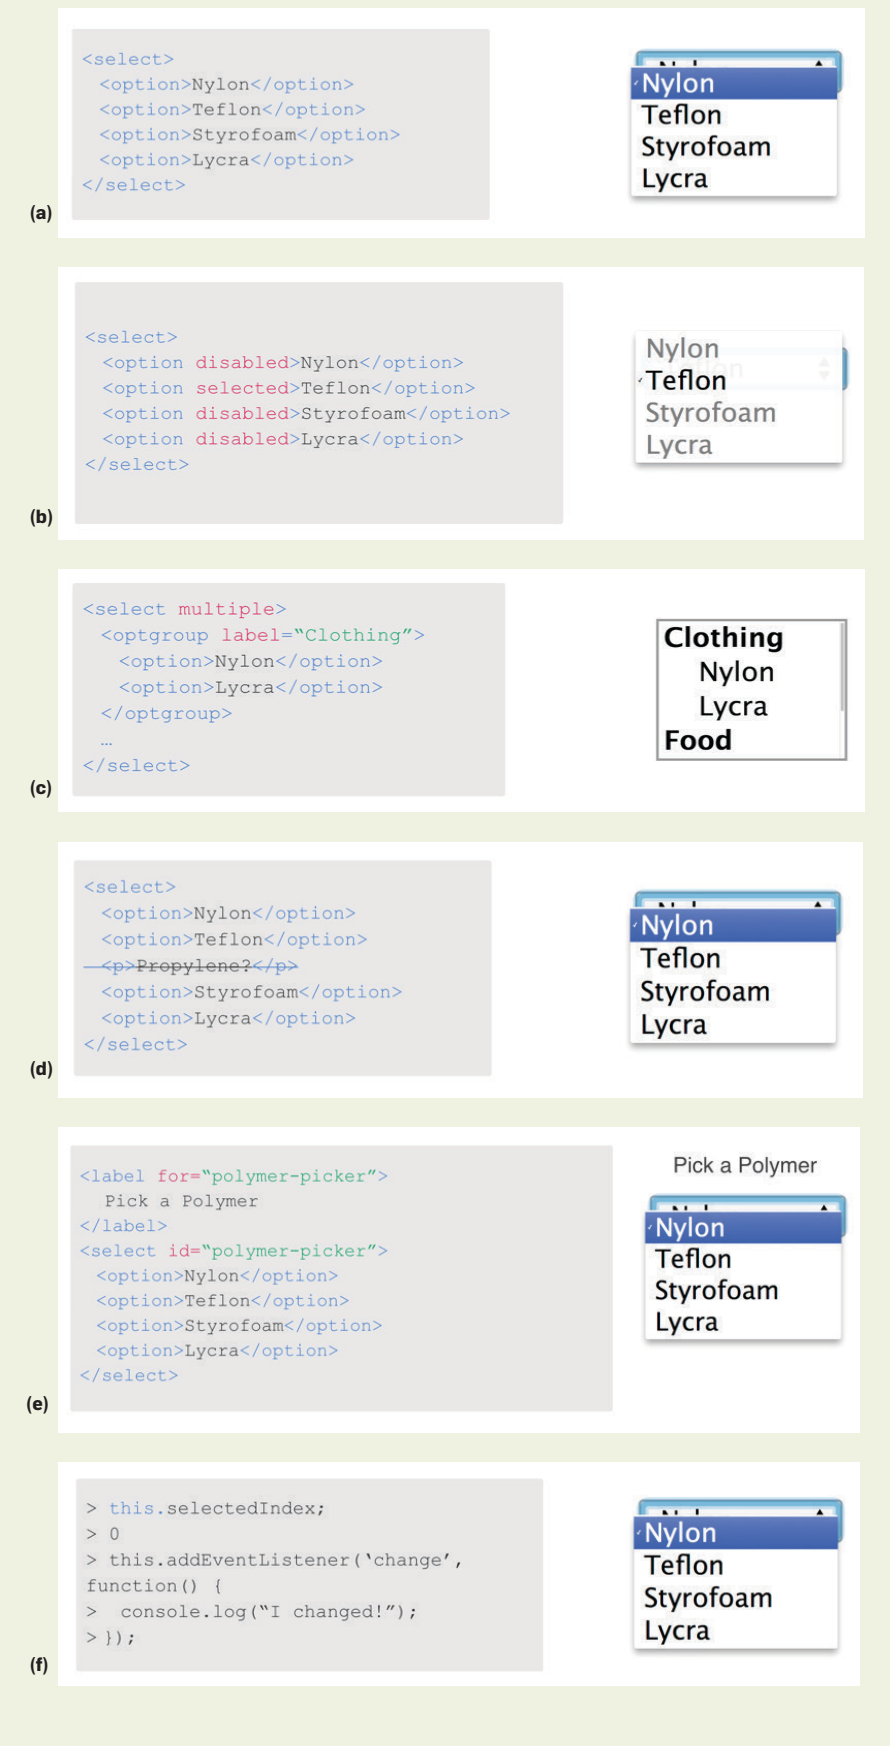 <select>
<option>Nylon</option>
<option>Teflon</option>
<option>Styrofoam</option>
<option>Lycra</option>
</select>
(a)
Nylon
Teflon
Styrofoam
Lycra
<select>
<option disabled>Nylon</option>
<option selected>Teflon</option>
<option disabled>Styrofoam</option>
<option disabled>Lycra</option>
</select>
(b)
Nylon
Teflon
Styrofoam
Lycra
<select multiple>
<optgroup label=“Clothing”>
<option>Nylon</option>
<option>Lycra</option>
</optgroup>
…
</select>
(c)
Clothing
Nylon
Lycra
Food
<select>
<option>Nylon</option>
<option>Teflon</option>
<p>Propylene?</p>
<option>Styrofoam</option>
<option>Lycra</option>
</select>
(d)
Nylon
Teflon
Styrofoam
Lycra
<label for=“polymer-picker”>
Pick a Polymer
</label>
<select id=“polymer-picker”>
<option>Nylon</option>
<option>Teflon</option>
<option>Styrofoam</option>
<option>Lycra</option>
</select>
(e)
Pick a Polymer
Nylon
Teflon
Styrofoam
Lycra
> this.selectedIndex;
> 0
> this.addEventListener(‘change’,
function() {
> console.log(“I changed!”);
> });
(f)
Nylon
Teflon
Styrofoam
Lycra